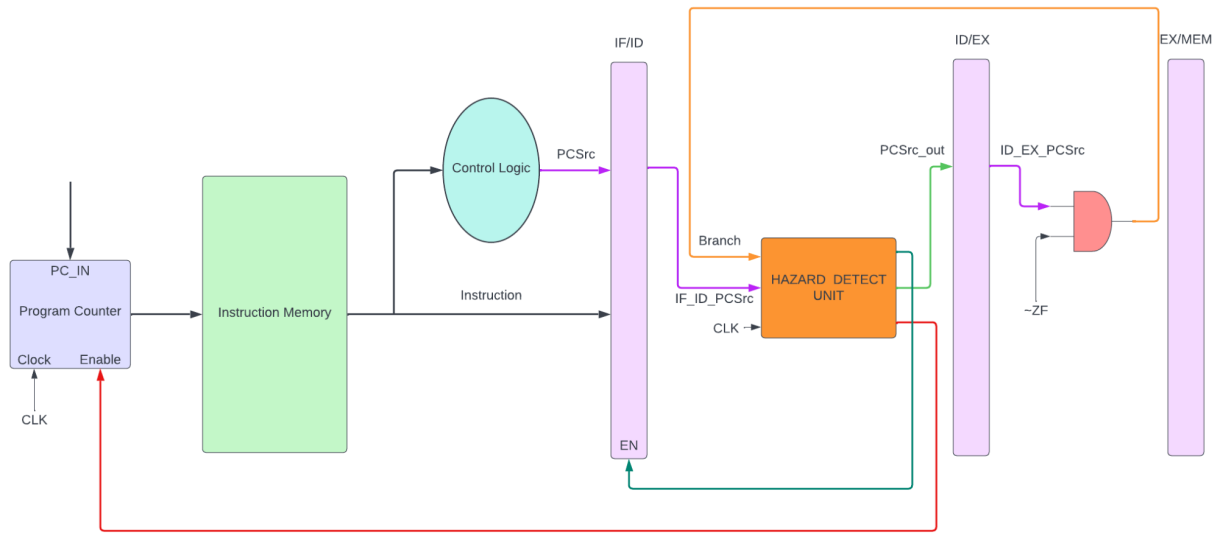 IF/ID
ID/EX
EX/MEM
Control Logic
PCSrc
PCSrc_out
ID_EX_PCSrc
PC_IN
Program Counter
Clock
Enable
CLK
Instruction Memory
Instruction
Branch
IF_ID_PCSrc
CLK
HAZARD DETECT
UNIT
~ZF
EN